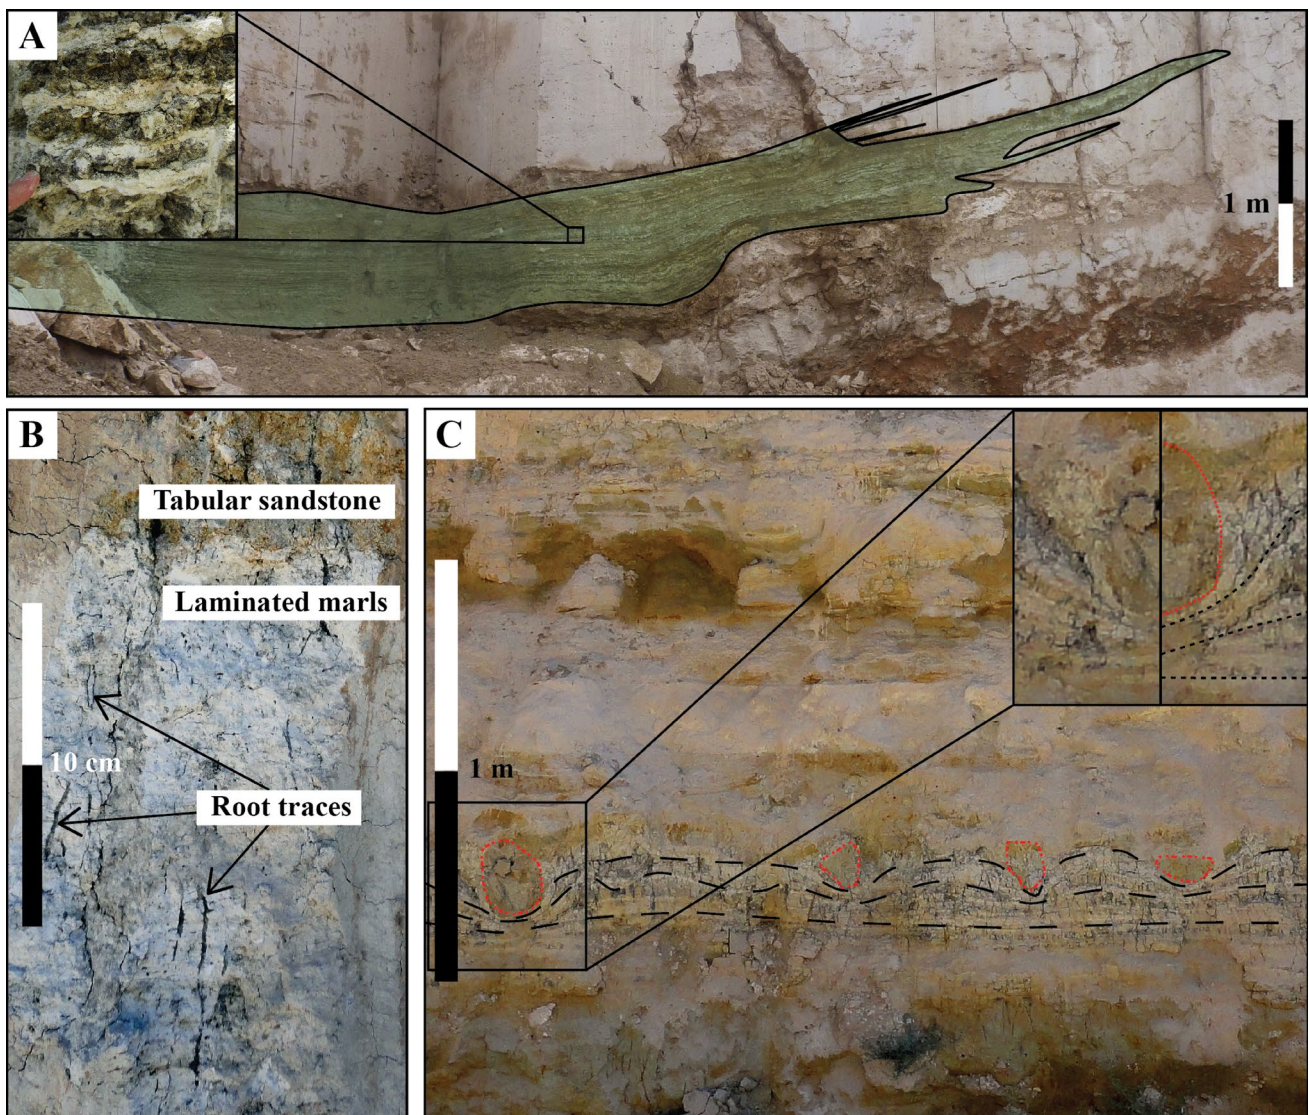 A
1 m
B
Tabular sandstone
Laminated marls
10 cm
Root traces
C
1 m